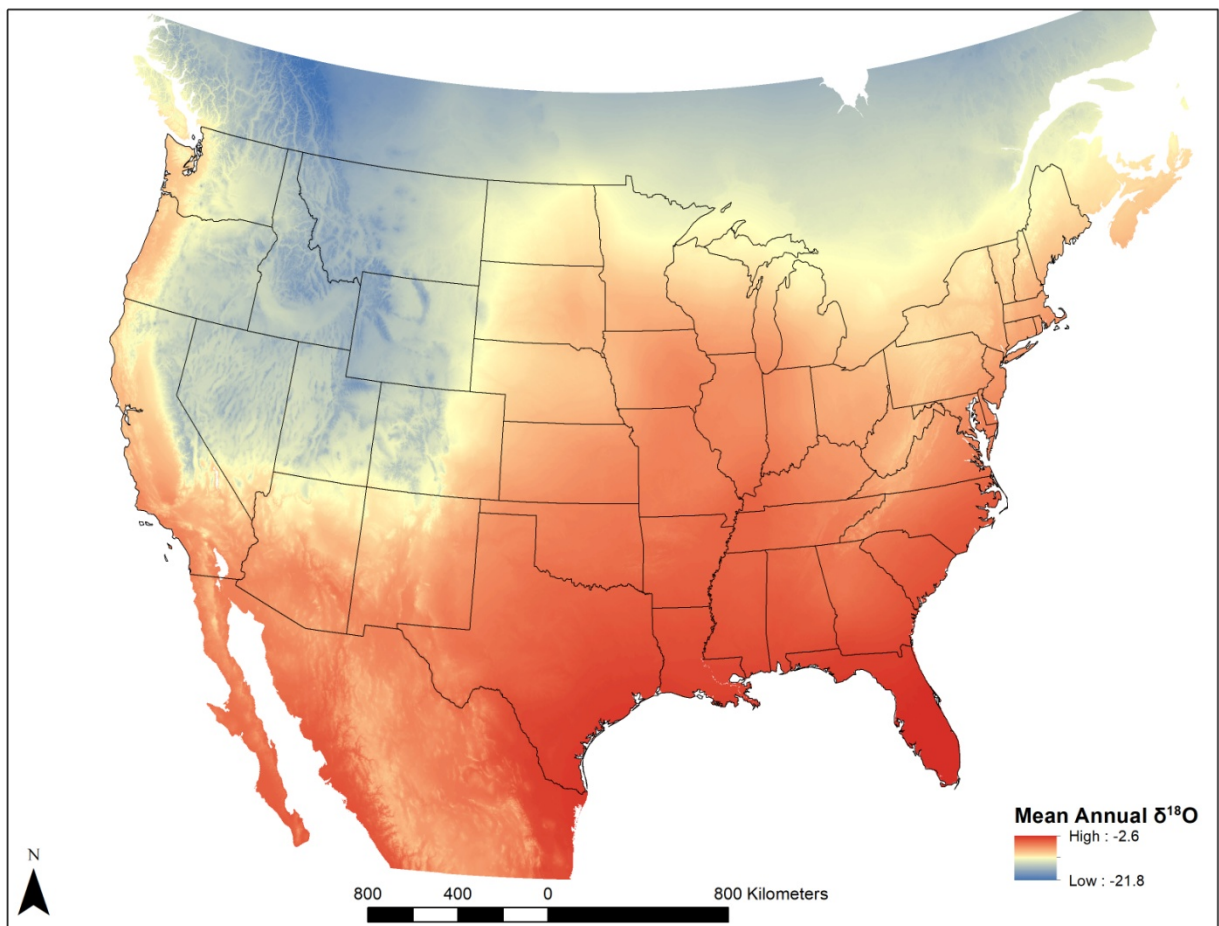 Mean Annual δ¹⁸O
High : -2.6
Low : -21.8
N
800 400 0 800 Kilometers